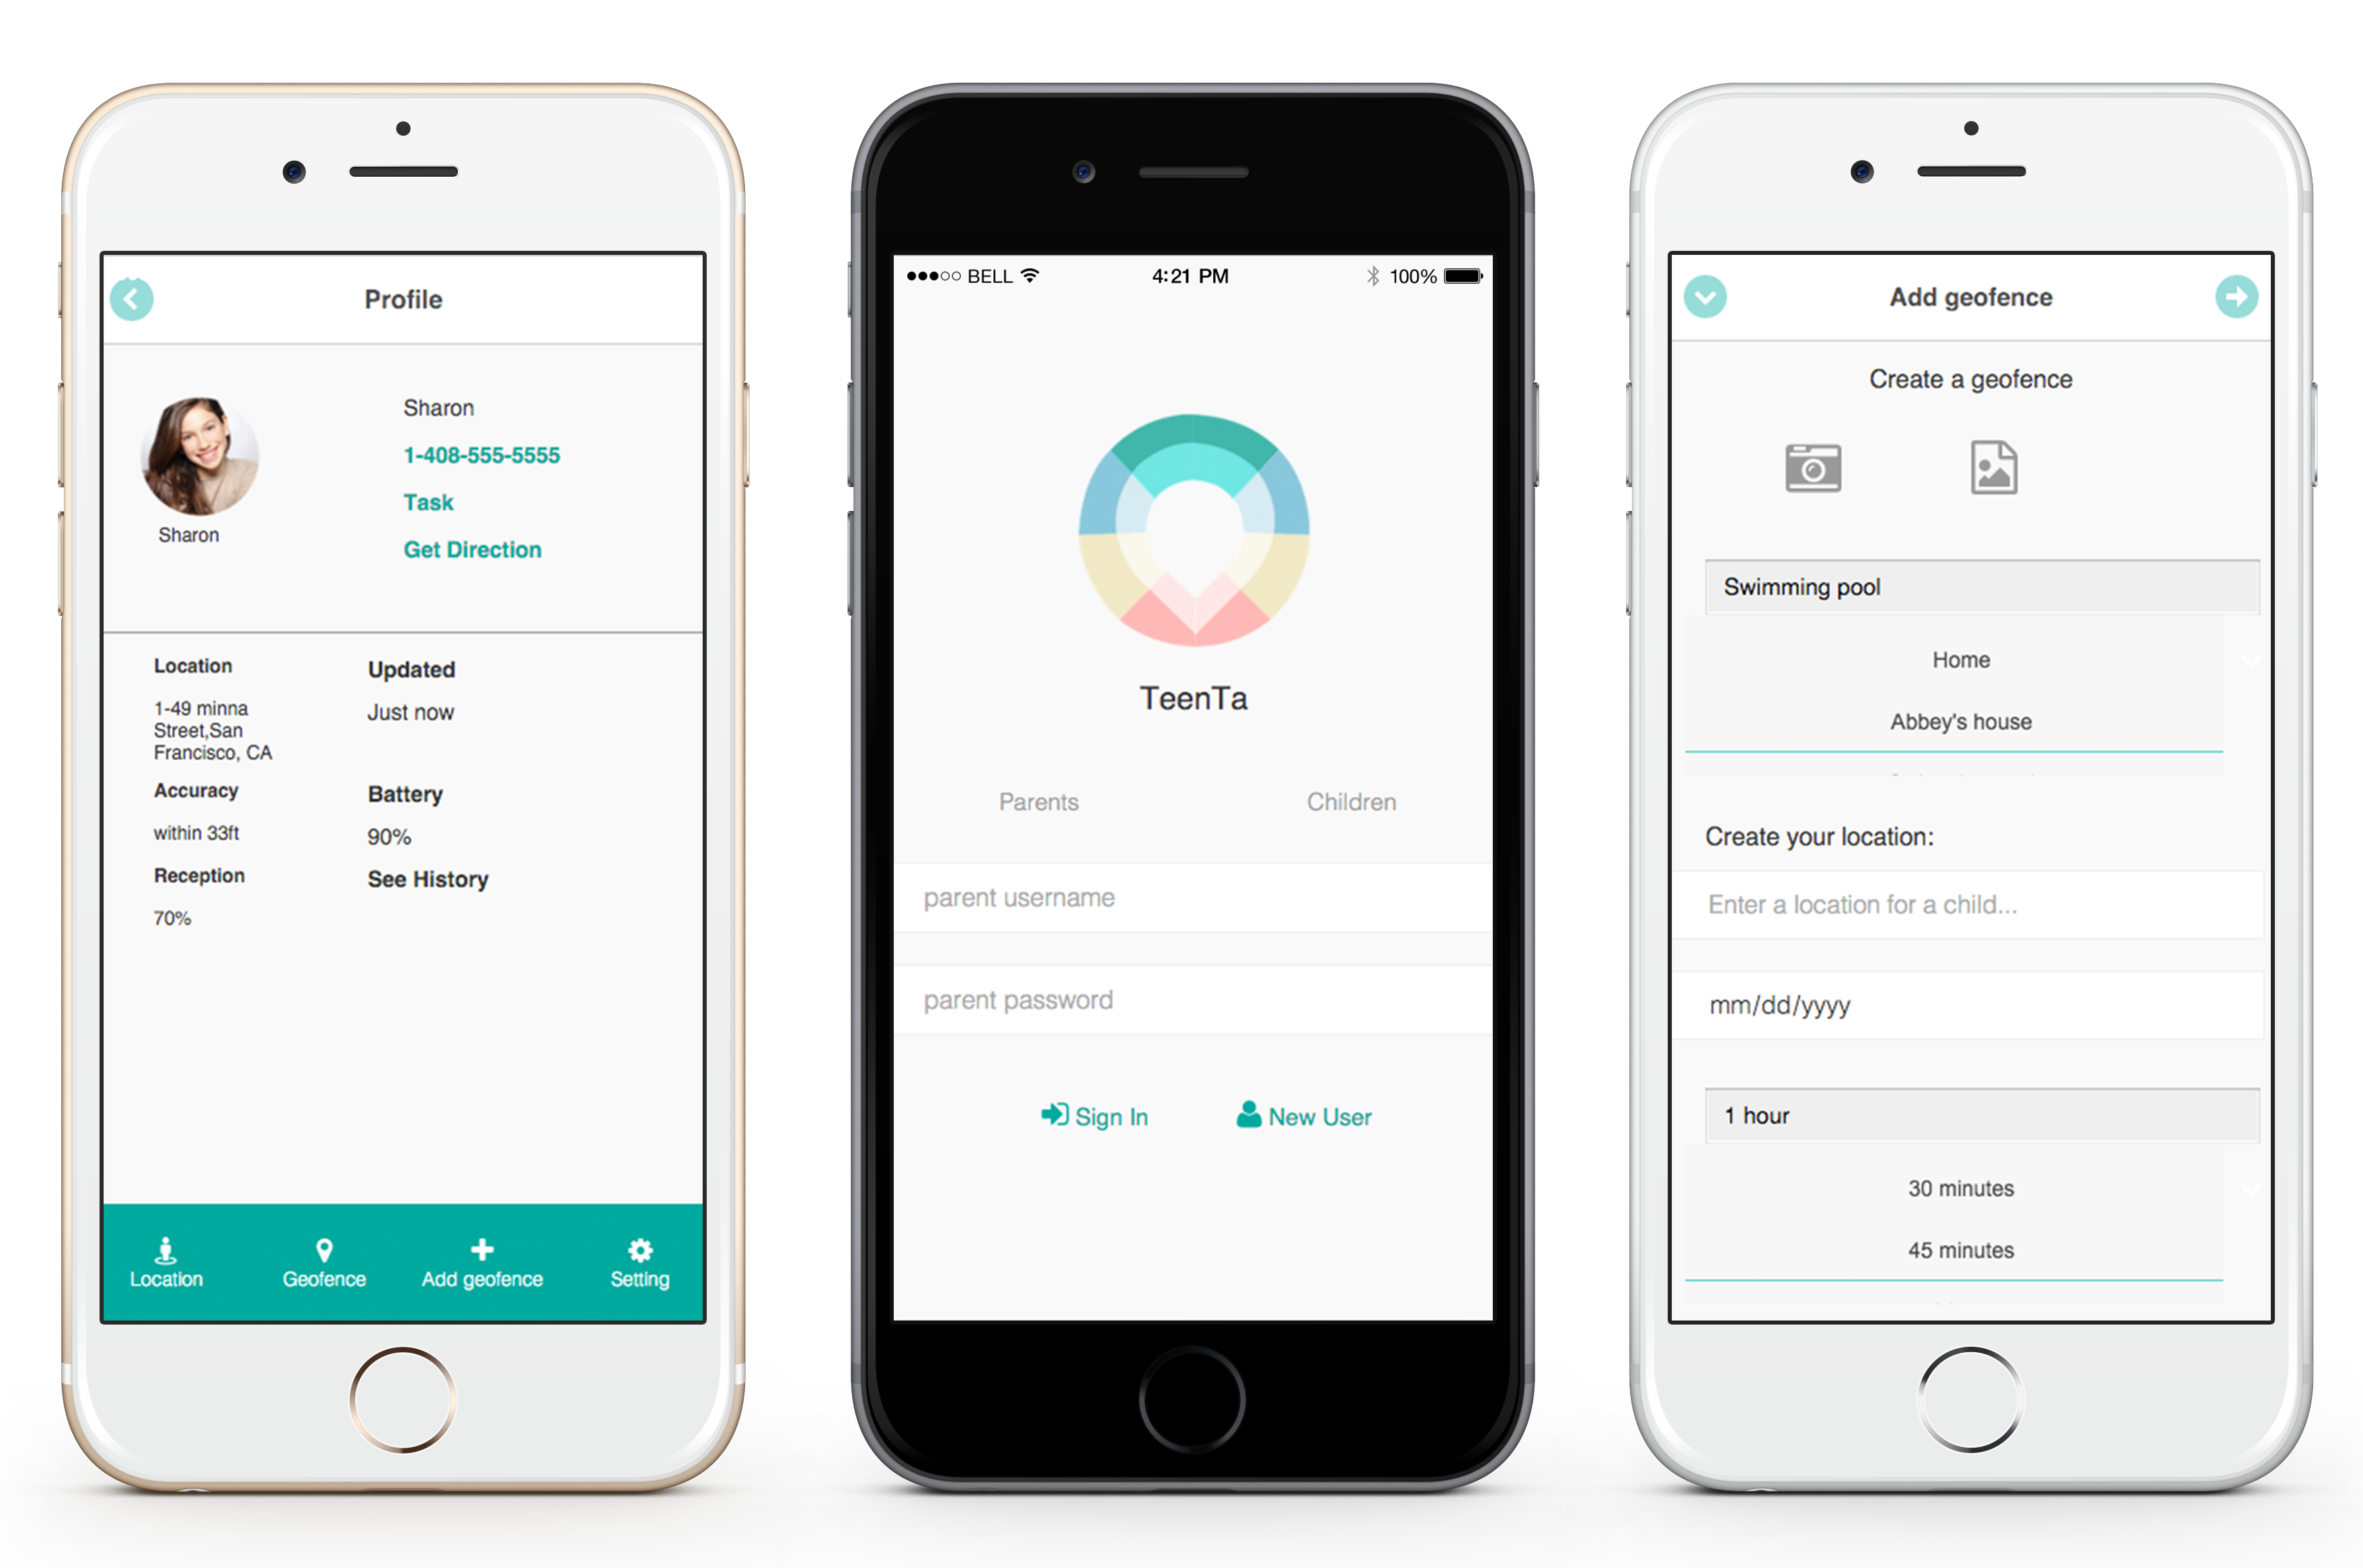 Profile
Sharon
Sharon
1-408-555-5555
Task
Get Direction
Location
1-49 minna
Street,San
Francisco, CA
Updated
Just now
Accuracy
within 33ft
Battery
90%
Reception
70%
See History
Location
Geofence
Add geofence
Setting
BELL
4:21 PM
100%
TeenTa
Parents
Children
parent username
parent password
Sign In
New User
Add geofence
Create a geofence
Swimming pool
Home
Abbey's house
Create your location:
Enter a location for a child...
mm/dd/yyyy
1 hour
30 minutes
45 minutes